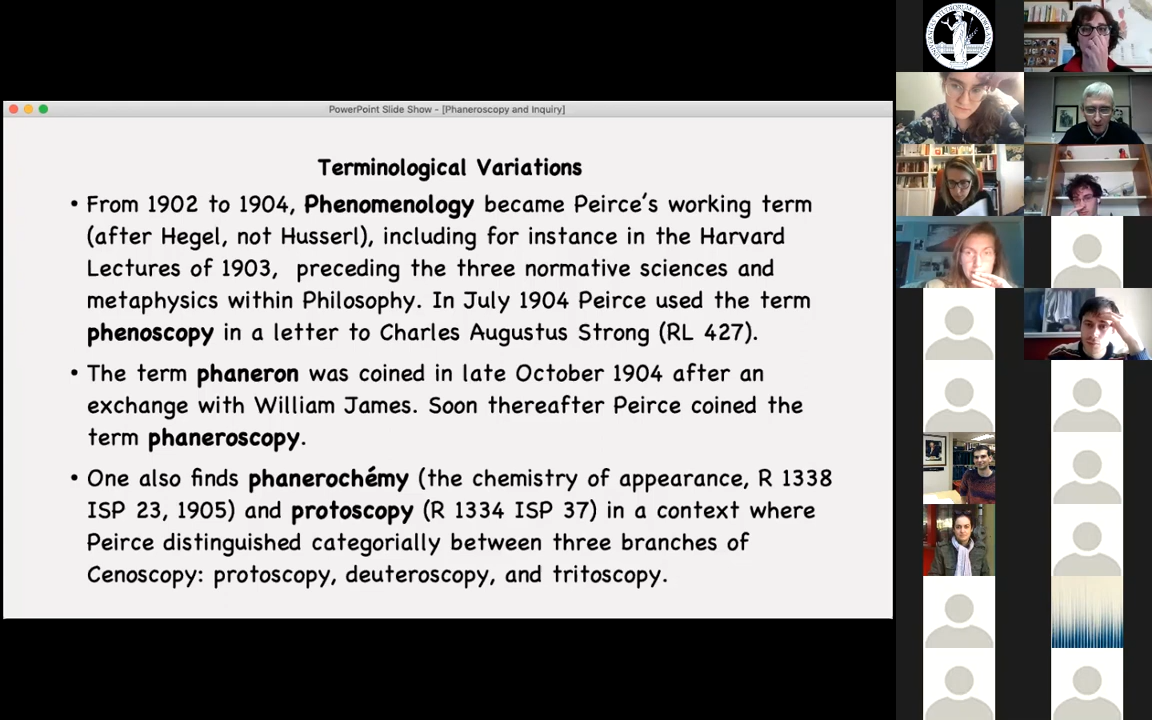 PowerPoint Slide Show - [Phaneroscopy and Inquiry]
Terminological Variations
• From 1902 to 1904, Phenomenology became Peirce's working term
(after Hegel, not Husserl), including for instance in the Harvard
Lectures of 1903, preceding the three normative sciences and
metaphysics within Philosophy. In July 1904 Peirce used the term
phenoscopy in a letter to Charles Augustus Strong (RL 427).
• The term phaneron was coined in late October 1904 after an
exchange with William James. Soon thereafter Peirce coined the
term phaneroscopy.
• One also finds phanerochémy (the chemistry of appearance, R 1338
ISP 23, 1905) and protoscopy (R 1334 ISP 37) in a context where
Peirce distinguished categorially between three branches of
Cenoscopy: protoscopy, deuteroscopy, and tritoscopy.
UNIVERSITAS STUDIORUM MEDIOLANENSIS